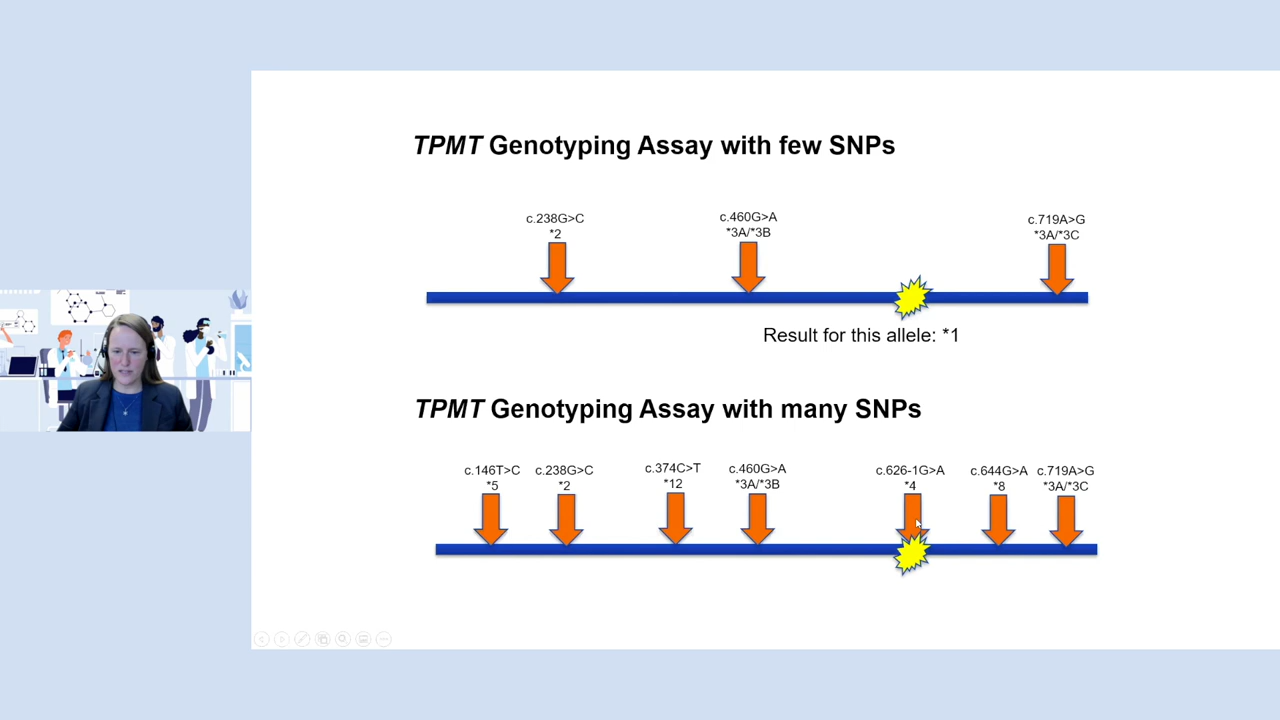 TPMT Genotyping Assay with few SNPs
c.238G>C
*2
c.460G>A
*3A/*3B
c.719A>G
*3A/*3C
Result for this allele: *1
TPMT Genotyping Assay with many SNPs
c.146T>C
*5
c.238G>C
*2
c.374C>T
*12
c.460G>A
*3A/*3B
c.626-1G>A
*4
c.644G>A
*8
c.719A>G
*3A/*3C